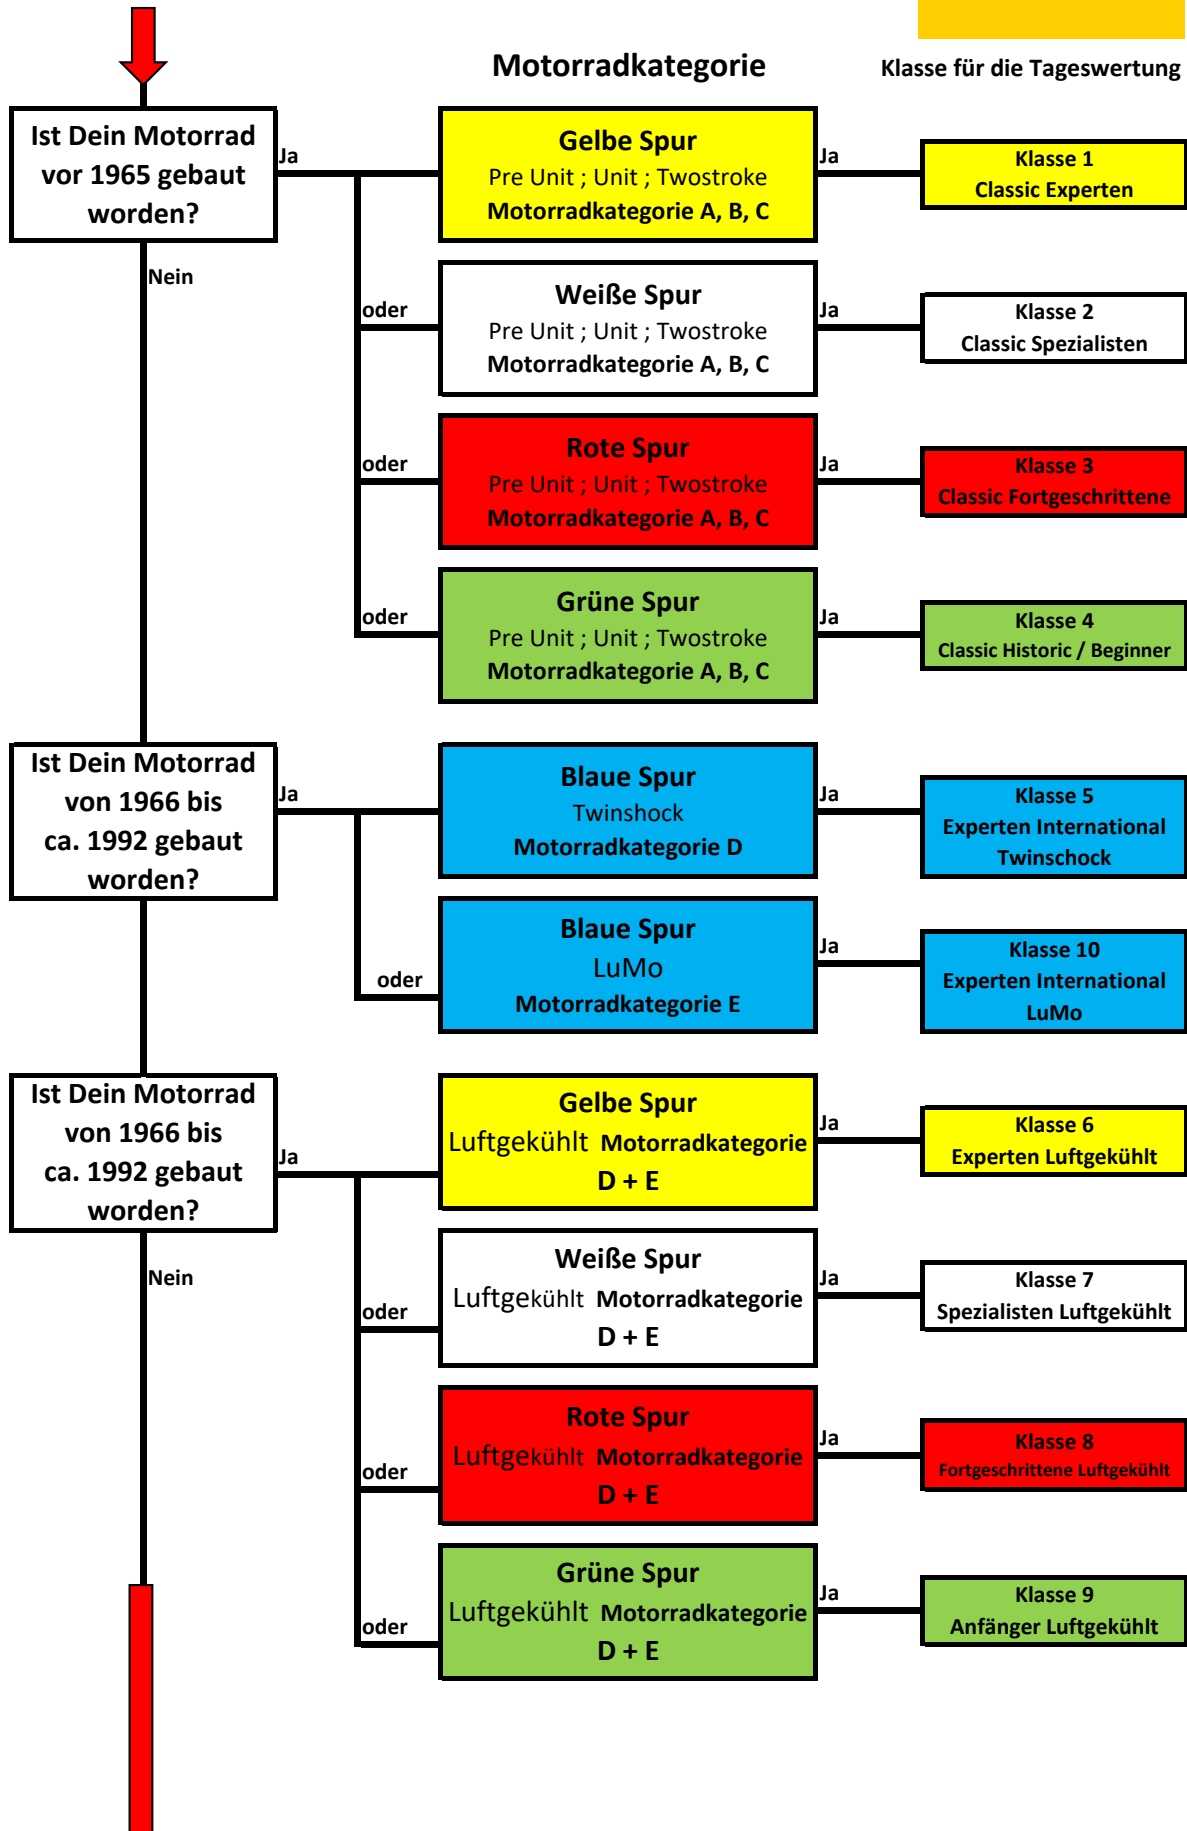 Motorradkategorie
Klasse für die Tageswertung
Ist Dein Motorrad
vor 1965 gebaut
worden?
Ja
Gelbe Spur
Pre Unit ; Unit ; Twostroke
Motorradkategorie A, B, C
Ja
Klasse 1
Classic Experten
Nein
oder
Weiße Spur
Pre Unit ; Unit ; Twostroke
Motorradkategorie A, B, C
Ja
Klasse 2
Classic Spezialisten
oder
Rote Spur
Pre Unit ; Unit ; Twostroke
Motorradkategorie A, B, C
Ja
Klasse 3
Classic Fortgeschrittene
oder
Grüne Spur
Pre Unit ; Unit ; Twostroke
Motorradkategorie A, B, C
Ja
Klasse 4
Classic Historic / Beginner
Ist Dein Motorrad
von 1966 bis
ca. 1992 gebaut
worden?
Ja
Blaue Spur
Twinshock
Motorradkategorie D
Ja
Klasse 5
Experten International
Twinschock
oder
Blaue Spur
LuMo
Motorradkategorie E
Ja
Klasse 10
Experten International
LuMo
Ist Dein Motorrad
von 1966 bis
ca. 1992 gebaut
worden?
Ja
Gelbe Spur
Luftgekühlt Motorradkategorie
D + E
Ja
Klasse 6
Experten Luftgekühlt
Nein
oder
Weiße Spur
Luftgekühlt Motorradkategorie
D + E
Ja
Klasse 7
Spezialisten Luftgekühlt
oder
Rote Spur
Luftgekühlt Motorradkategorie
D + E
Ja
Klasse 8
Fortgeschrittene Luftgekühlt
oder
Grüne Spur
Luftgekühlt Motorradkategorie
D + E
Ja
Klasse 9
Anfänger Luftgekühlt